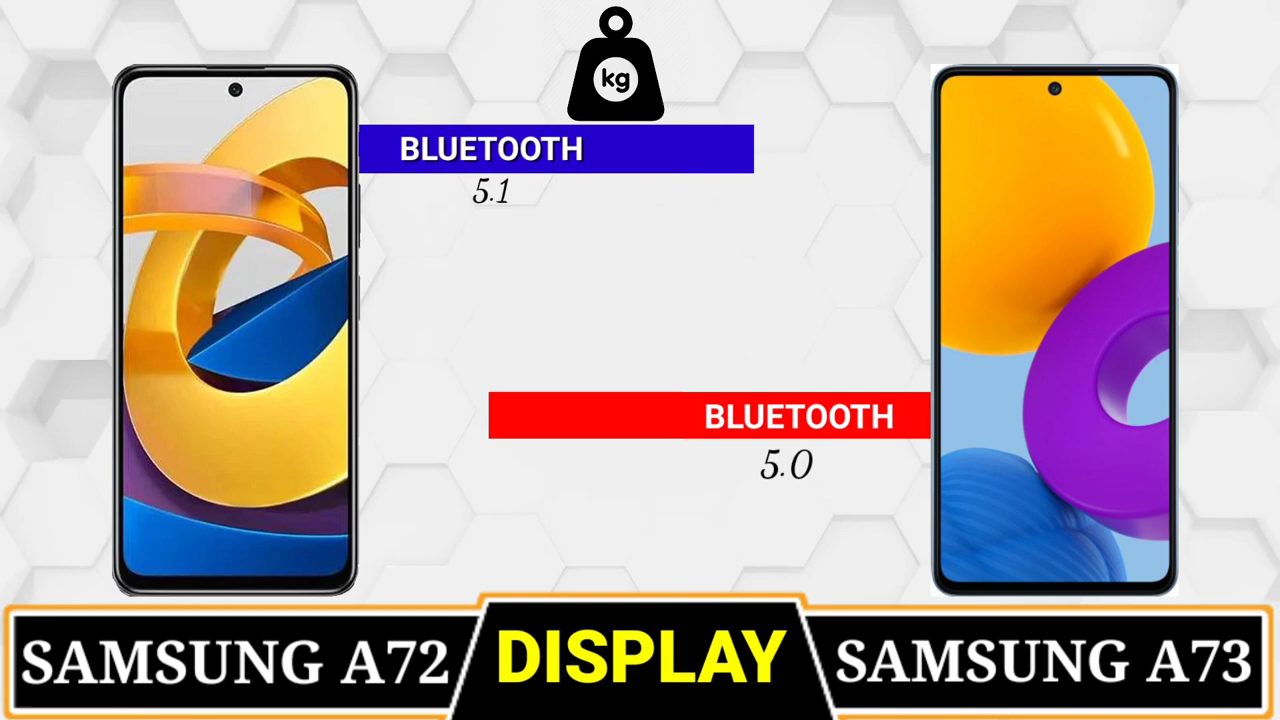 kg
BLUETOOTH
5.1
BLUETOOTH
5.0
SAMSUNG A72
DISPLAY
SAMSUNG A73